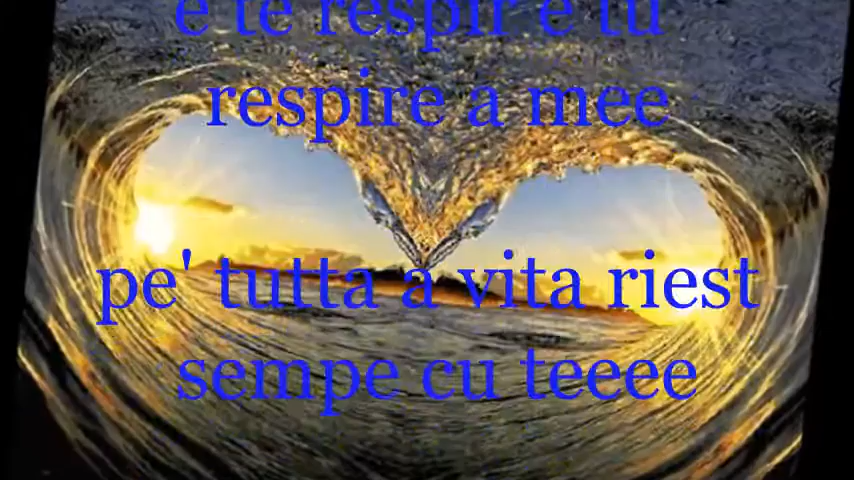 e te respir e tu
respire a mee
pe' tutta a vita riest
sempe cu teeee